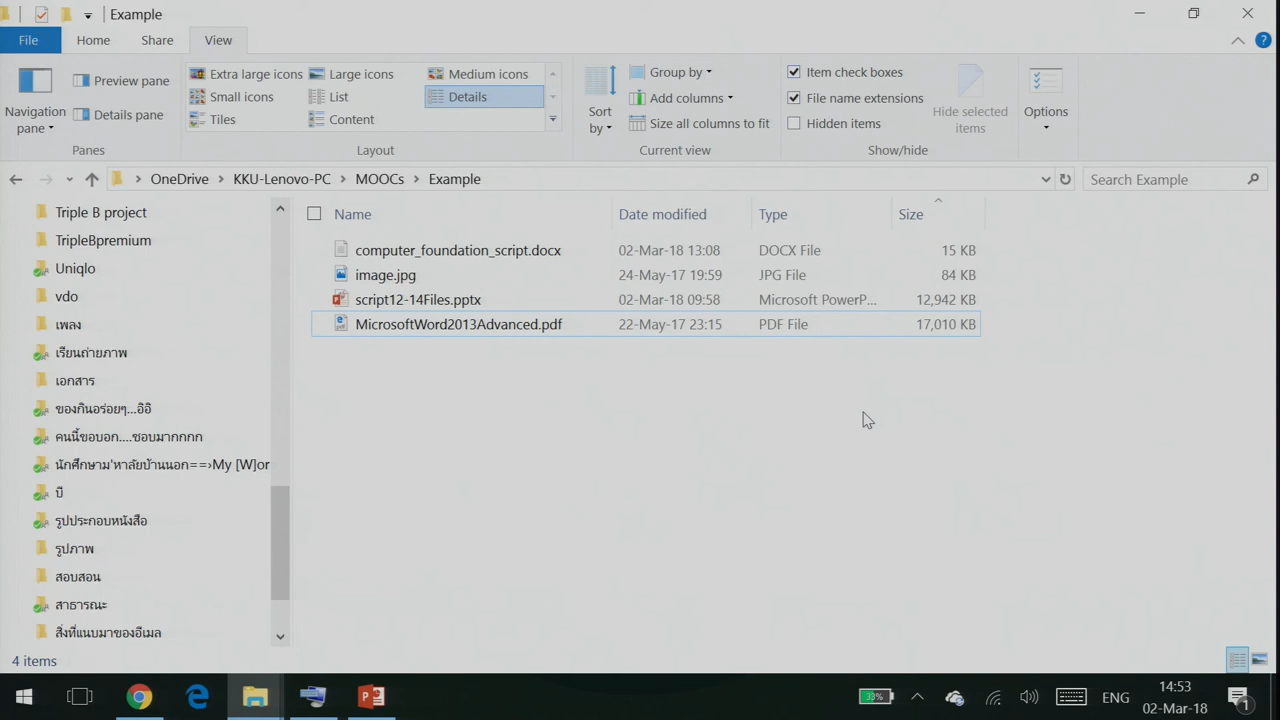 Example
File Home Share View
Navigation pane
Preview pane
Details pane
Panes
Extra large icons Large icons Medium icons
Small icons List Details
Tiles Content
Layout
Sort by
Group by
Add columns
Size all columns to fit
Current view
Item check boxes
File name extensions
Hidden items
Hide selected items
Show/hide
Options
OneDrive KKU-Lenovo-PC MOOCs Example
Search Example
Triple B project
TripleBpremium
Uniqlo
vdo
เพลง
เรียนถ่ายภาพ
เอกสาร
ของกินอร่อยๆ...อิอิ
คนนี้ขอบอก....ชอบมากกกก
นักศึกษาม'หาลัยบ้านนอก==›My [W]or
บี
รูปประกอบหนังสือ
รูปภาพ
สอบสอน
สาธารณะ
สิ่งที่แนบมาของอีเมล
Name Date modified Type Size
computer_foundation_script.docx 02-Mar-18 13:08 DOCX File 15 KB
image.jpg 24-May-17 19:59 JPG File 84 KB
script12-14Files.pptx 02-Mar-18 09:58 Microsoft PowerP... 12,942 KB
MicrosoftWord2013Advanced.pdf 22-May-17 23:15 PDF File 17,010 KB
4 items
33%
ENG
14:53
02-Mar-18
1